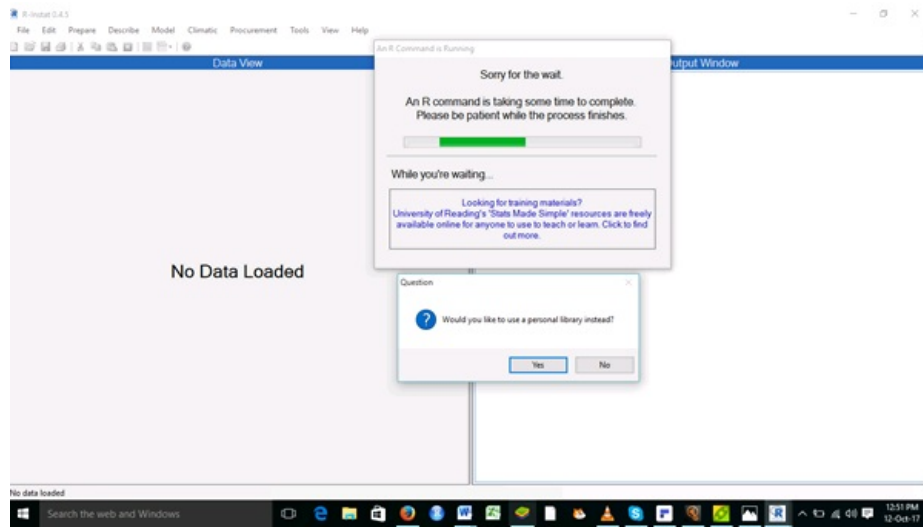 R-Instat 0.4.5
File Edit Prepare Describe Model Climatic Procurement Tools View Help
Data View
Output Window
An R Command is Running
Sorry for the wait.
An R command is taking some time to complete.
Please be patient while the process finishes.
While you're waiting...
Looking for training materials?
University of Reading's 'Stats Made Simple' resources are freely
available online for anyone to use to teach or learn. Click to find
out more.
No Data Loaded
Question
Would you like to use a personal library instead?
Yes No
No data loaded
Search the web and Windows
12:51 PM
12-Oct-17